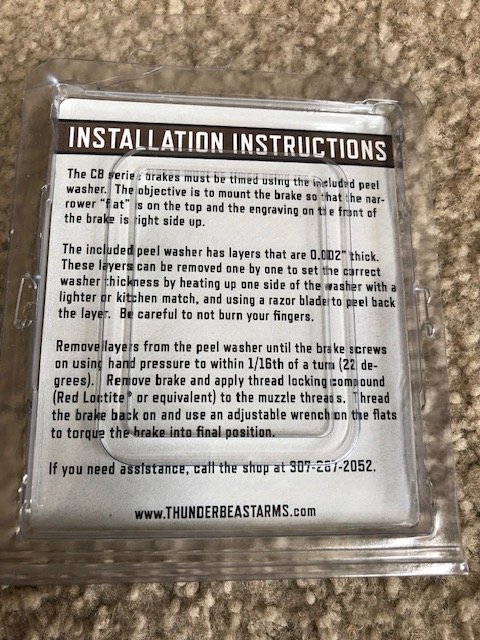 INSTALLATION INSTRUCTIONS
The CB series brakes must be timed using the included peel
washer. The objective is to mount the brake so that the nar-
rower "flat" is on the top and the engraving on the front of
the brake is right side up.
The included peel washer has layers that are 0.002" thick.
These layers can be removed one by one to set the correct
washer thickness by heating up one side of the washer with a
lighter or kitchen match, and using a razor blade to peel back
the layer. Be careful to not burn your fingers.
Remove layers from the peel washer until the brake screws
on using hand pressure to within 1/16th of a turn (22 de-
grees). Remove brake and apply thread locking compound
(Red Loctite® or equivalent) to the muzzle threads. Thread
the brake back on and use an adjustable wrench on the flats
to torque the brake into final position.
If you need assistance, call the shop at 307-267-2052.
www.THUNDERBEASTARMS.com